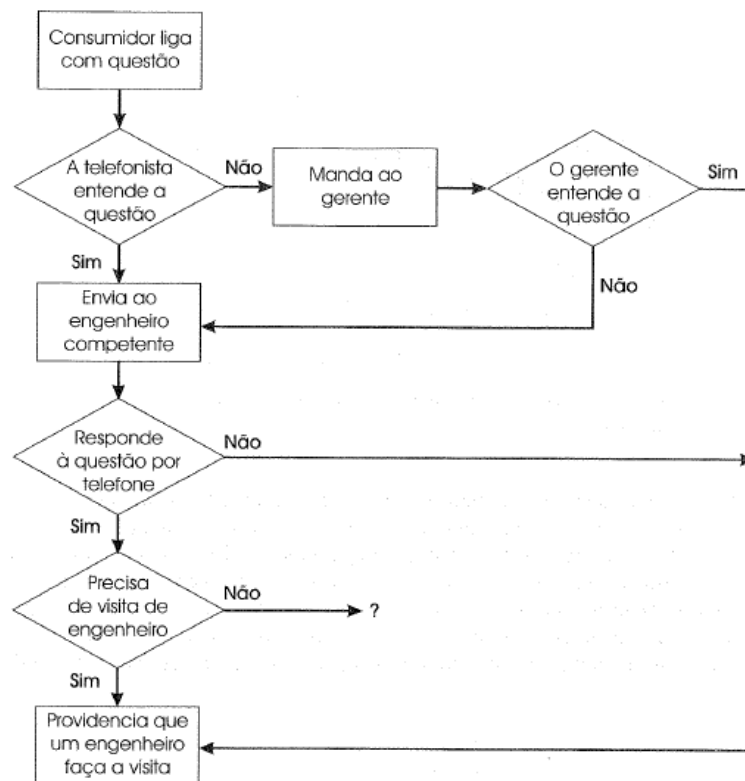 Consumidor liga
com questão
A telefonista
entende a
questão
Não
Manda ao
gerente
O gerente
entende a
questão
Sim
Sim
Não
Envia ao
engenheiro
competente
Responde
à questão por
telefone
Não
Sim
Precisa
de visita de
engenheiro
Não
?
Sim
Providencia que
um engenheiro
faça a visita